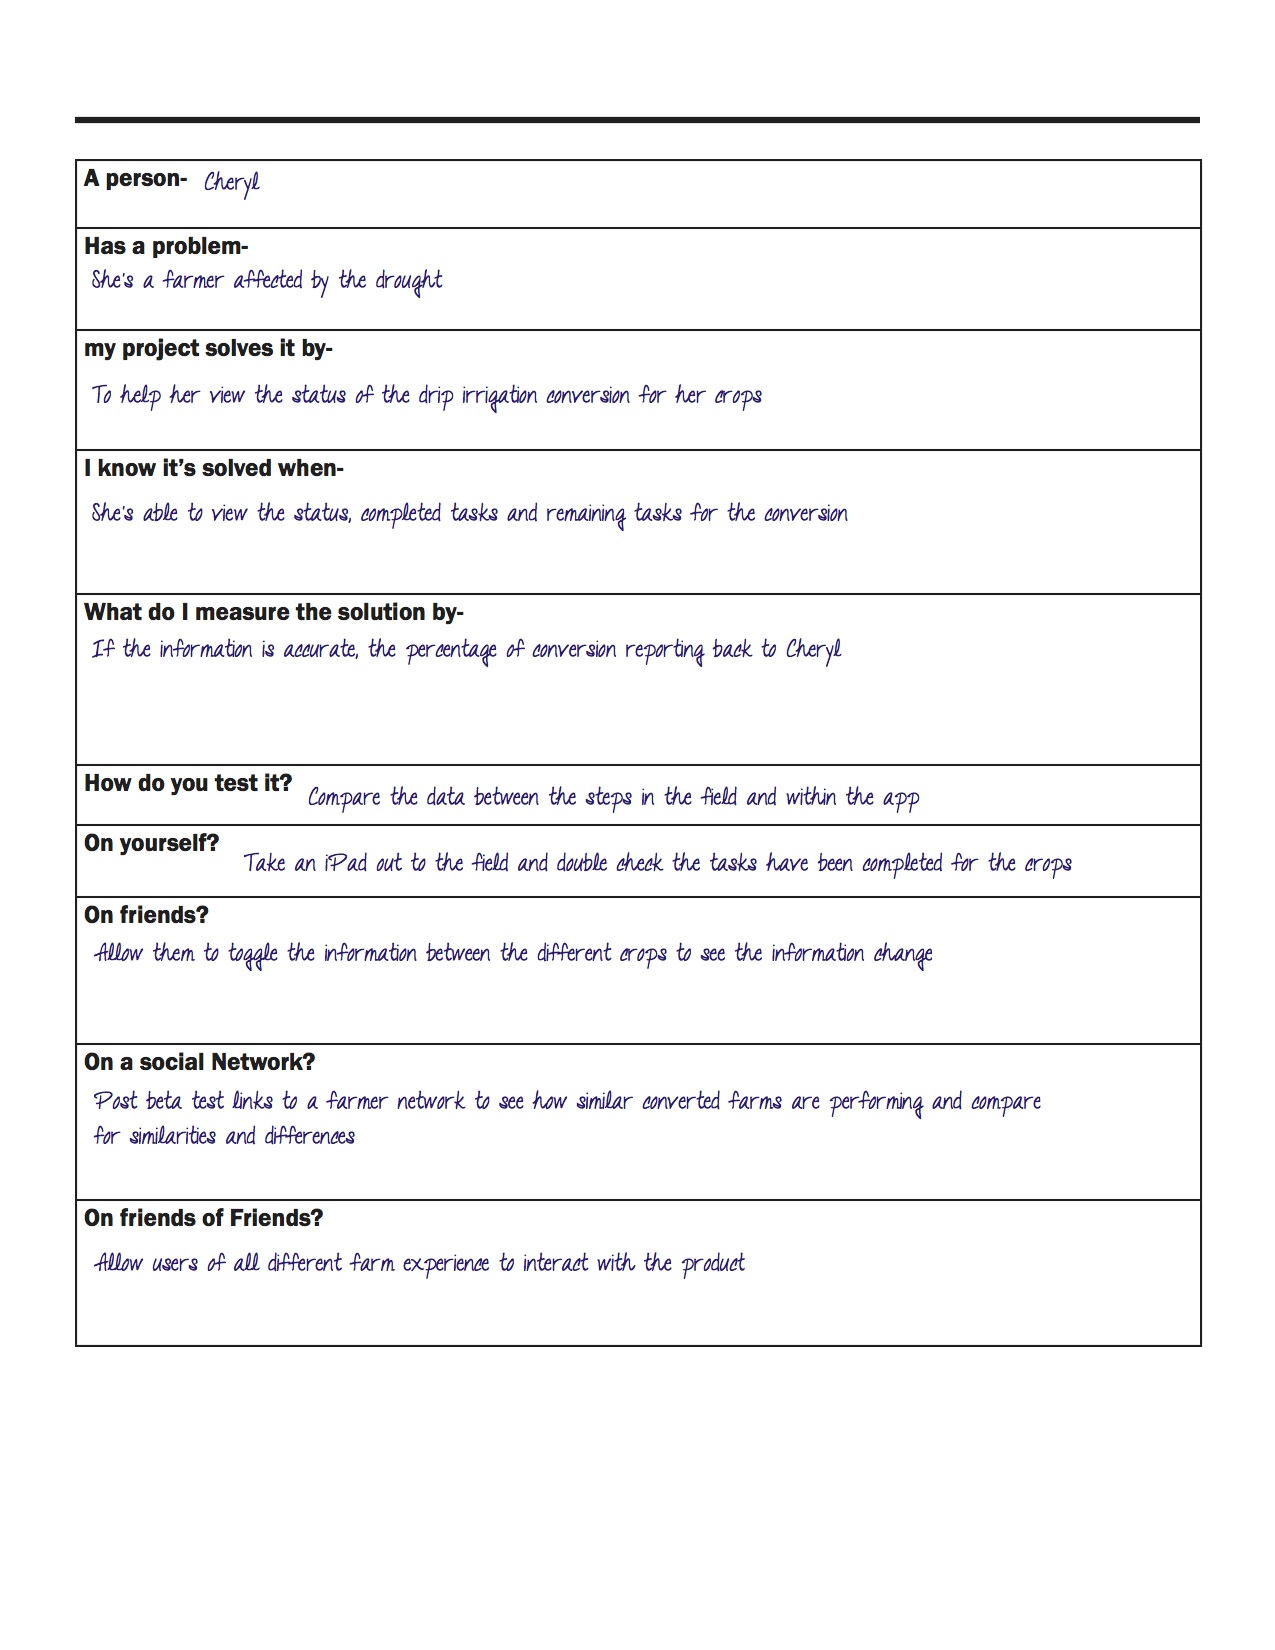 A person- Cheryl
Has a problem-
She's a farmer affected by the drought
my project solves it by-
To help her view the status of the drip irrigation conversion for her crops
I know it’s solved when-
She's able to view the status, completed tasks and remaining tasks for the conversion
What do I measure the solution by-
If the information is accurate, the percentage of conversion reporting back to Cheryl
How do you test it? Compare the data between the steps in the field and within the app
On yourself? Take an iPad out to the field and double check the tasks have been completed for the crops
On friends?
Allow them to toggle the information between the different crops to see the information change
On a social Network?
Post beta test links to a farmer network to see how similar converted farms are performing and compare
for similarities and differences
On friends of Friends?
Allow users of all different farm experience to interact with the product